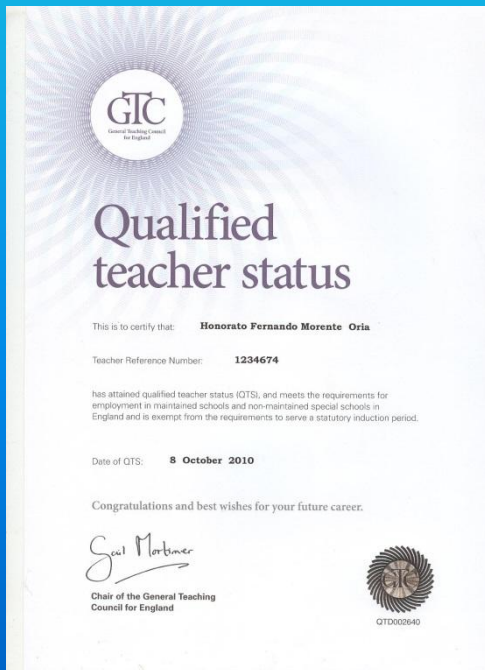 GTC
General Teaching Council
for England
Qualified
teacher status
This is to certify that: Honorato Fernando Morente Oria
Teacher Reference Number: 1234674
has attained qualified teacher status (QTS), and meets the requirements for
employment in maintained schools and non-maintained special schools in
England and is exempt from the requirements to serve a statutory induction period.
Date of QTS: 8 October 2010
Congratulations and best wishes for your future career.
Gail Mortimer
Chair of the General Teaching
Council for England
GTC
QTD002640